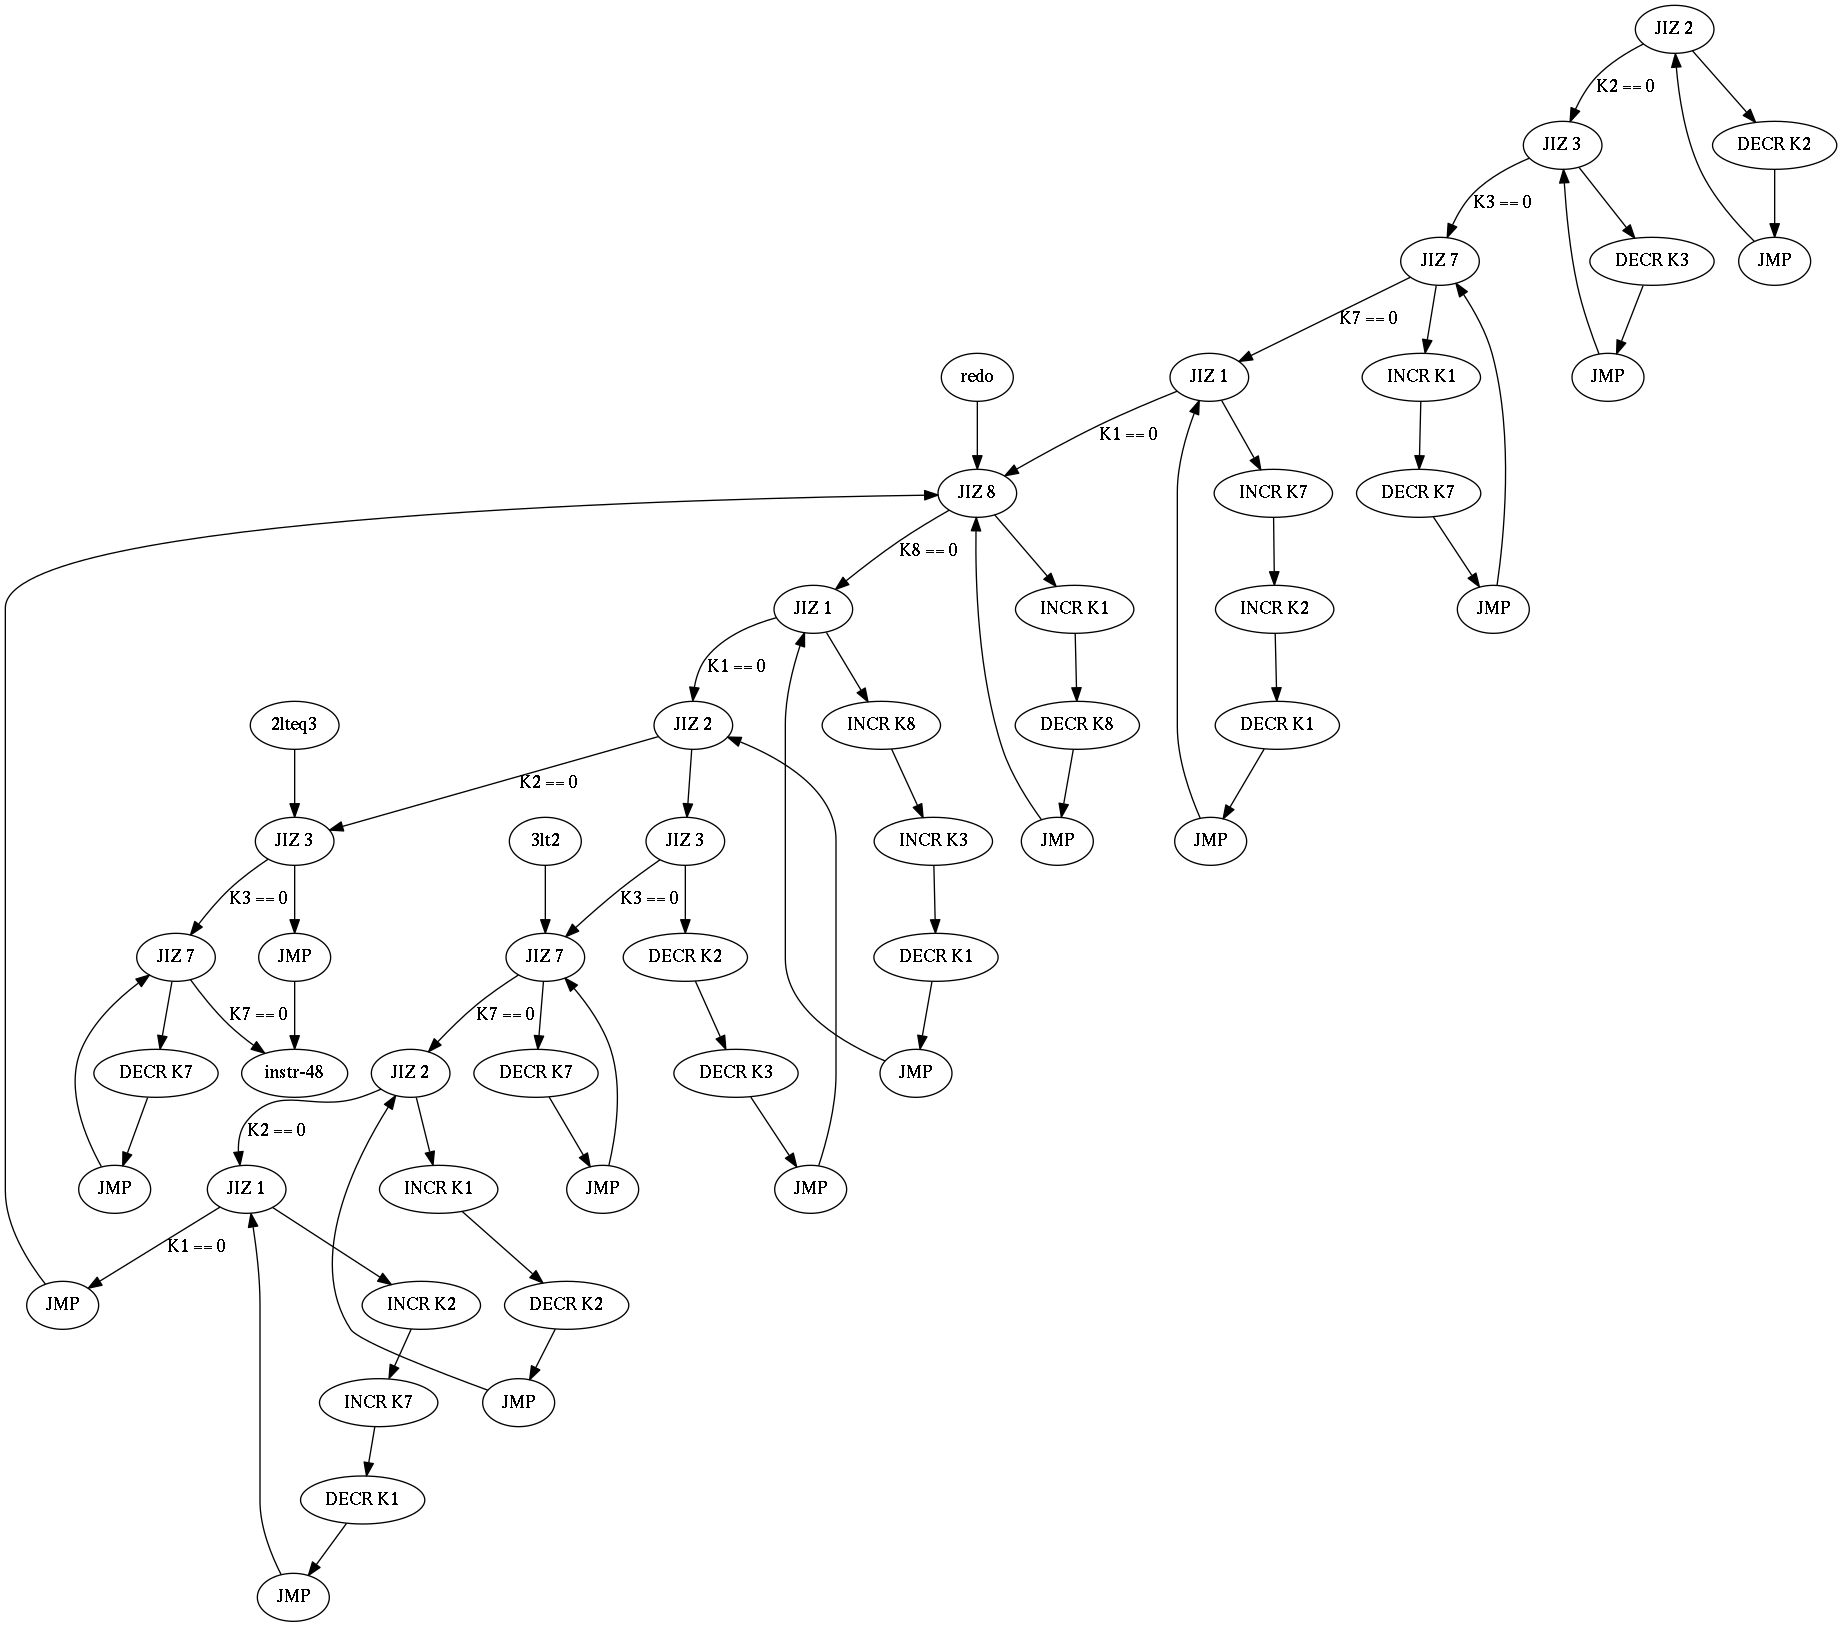 JIZ 2
K2 == 0
JIZ 3
DECR K2
K3 == 0
JIZ 7
DECR K3
JMP
K7 == 0
redo
JIZ 1
INCR K1
JMP
K1 == 0
JIZ 8
INCR K7
DECR K7
K8 == 0
JIZ 1
INCR K1
INCR K2
JMP
K1 == 0
2lteq3
JIZ 2
INCR K8
DECR K8
DECR K1
K2 == 0
JIZ 3
3lt2
JIZ 3
INCR K3
JMP
JMP
K3 == 0
K3 == 0
JIZ 7
JMP
JIZ 7
DECR K2
DECR K1
K7 == 0
K7 == 0
DECR K7
instr-48
JIZ 2
DECR K7
DECR K3
JMP
K2 == 0
JMP
JIZ 1
INCR K1
JMP
JMP
K1 == 0
JMP
INCR K2
DECR K2
INCR K7
JMP
DECR K1
JMP